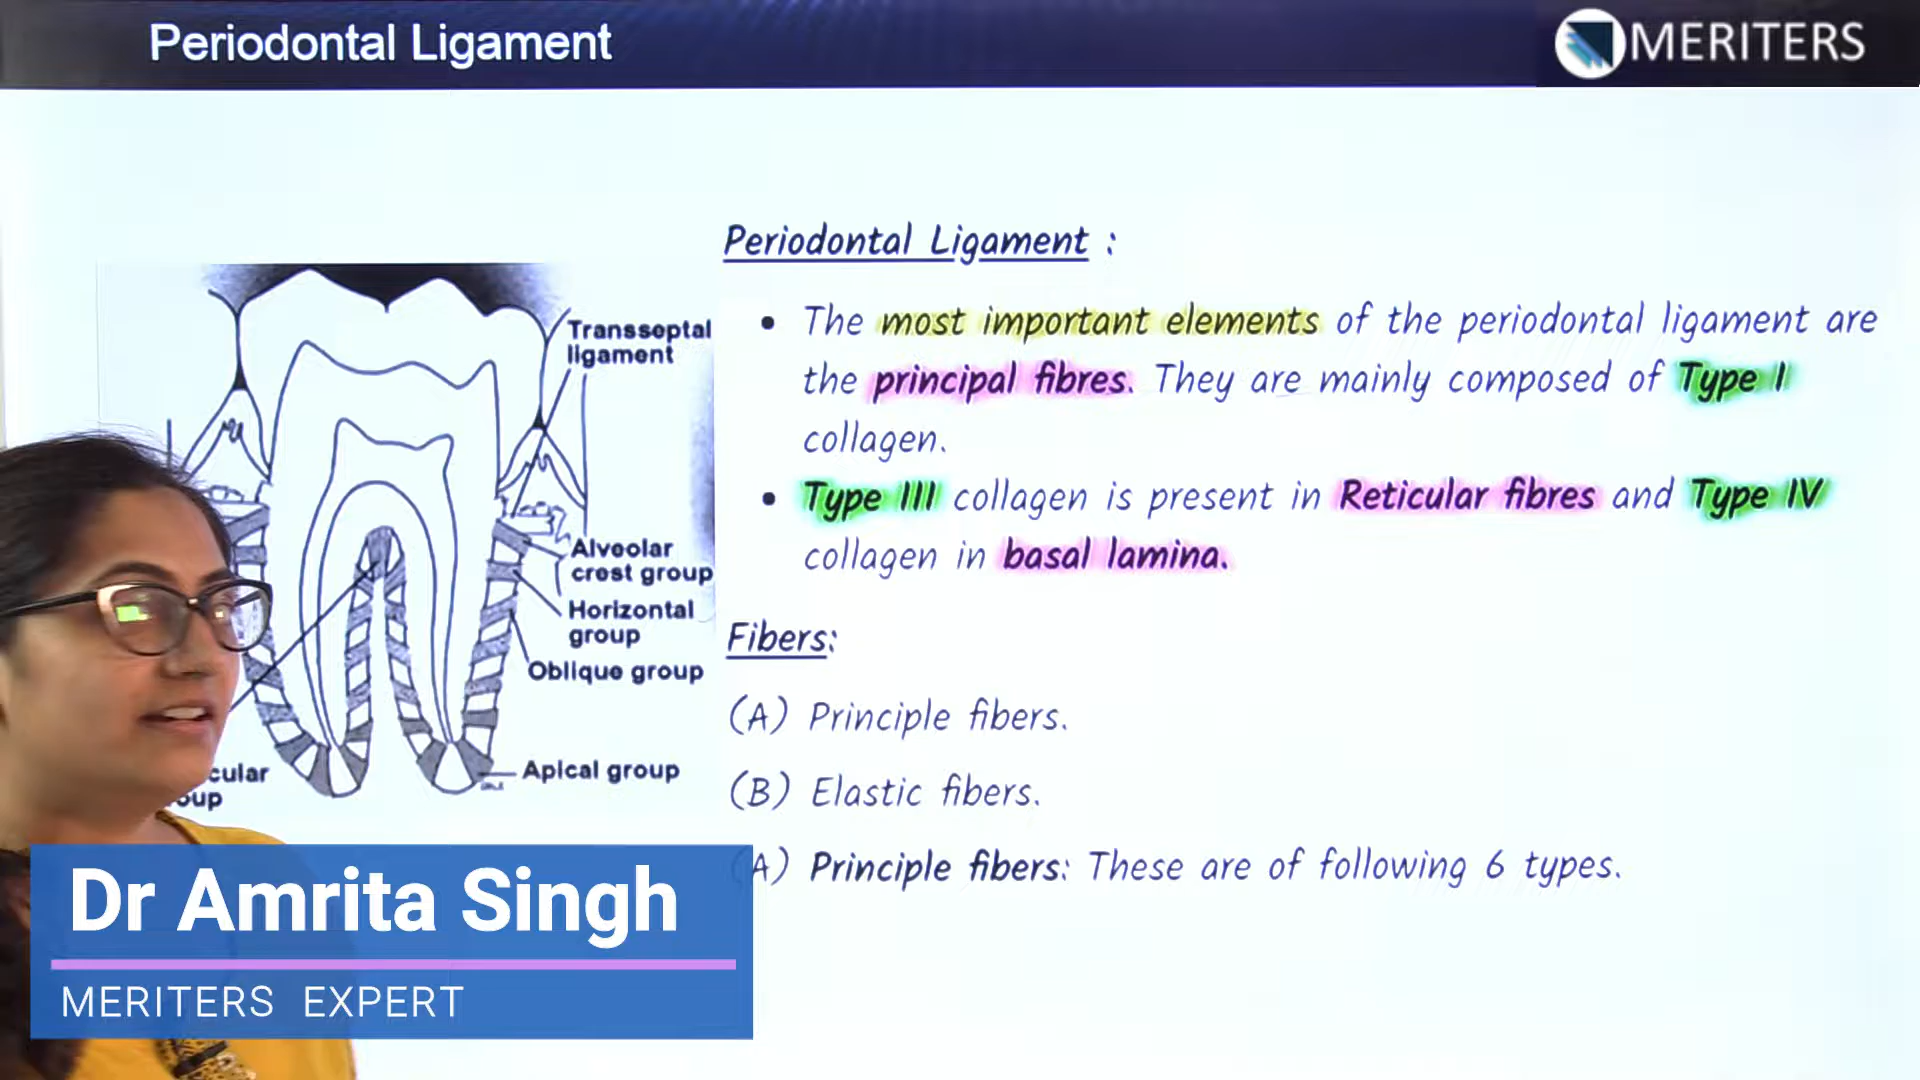 Periodontal Ligament
MERITERS
Periodontal Ligament :
• The most important elements of the periodontal ligament are
the principal fibres. They are mainly composed of Type I
collagen.
• Type III collagen is present in Reticular fibres and Type IV
collagen in basal lamina.
Fibers:
(A) Principle fibers.
(B) Elastic fibers.
(A) Principle fibers: These are of following 6 types.
Transseptal
ligament
Alveolar
crest group
Horizontal
group
Oblique group
Apical group
cular
oup
Dr Amrita Singh
MERITERS EXPERT